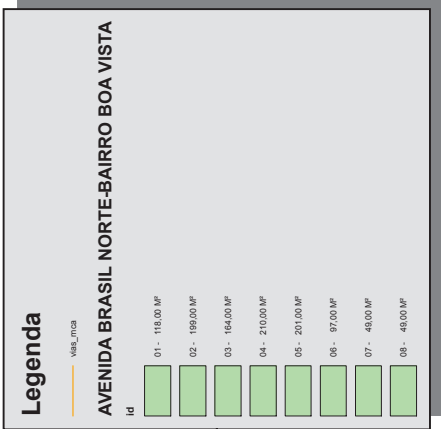 Legenda
vias_mca
AVENIDA BRASIL NORTE-BAIRRO BOA VISTA
id
01 - 118,00 M²
02 - 199,00 M²
03 - 164,00 M²
04 - 210,00 M²
05 - 201,00 M²
06 - 97,00 M²
07 - 49,00 M²
08 - 49,00 M²